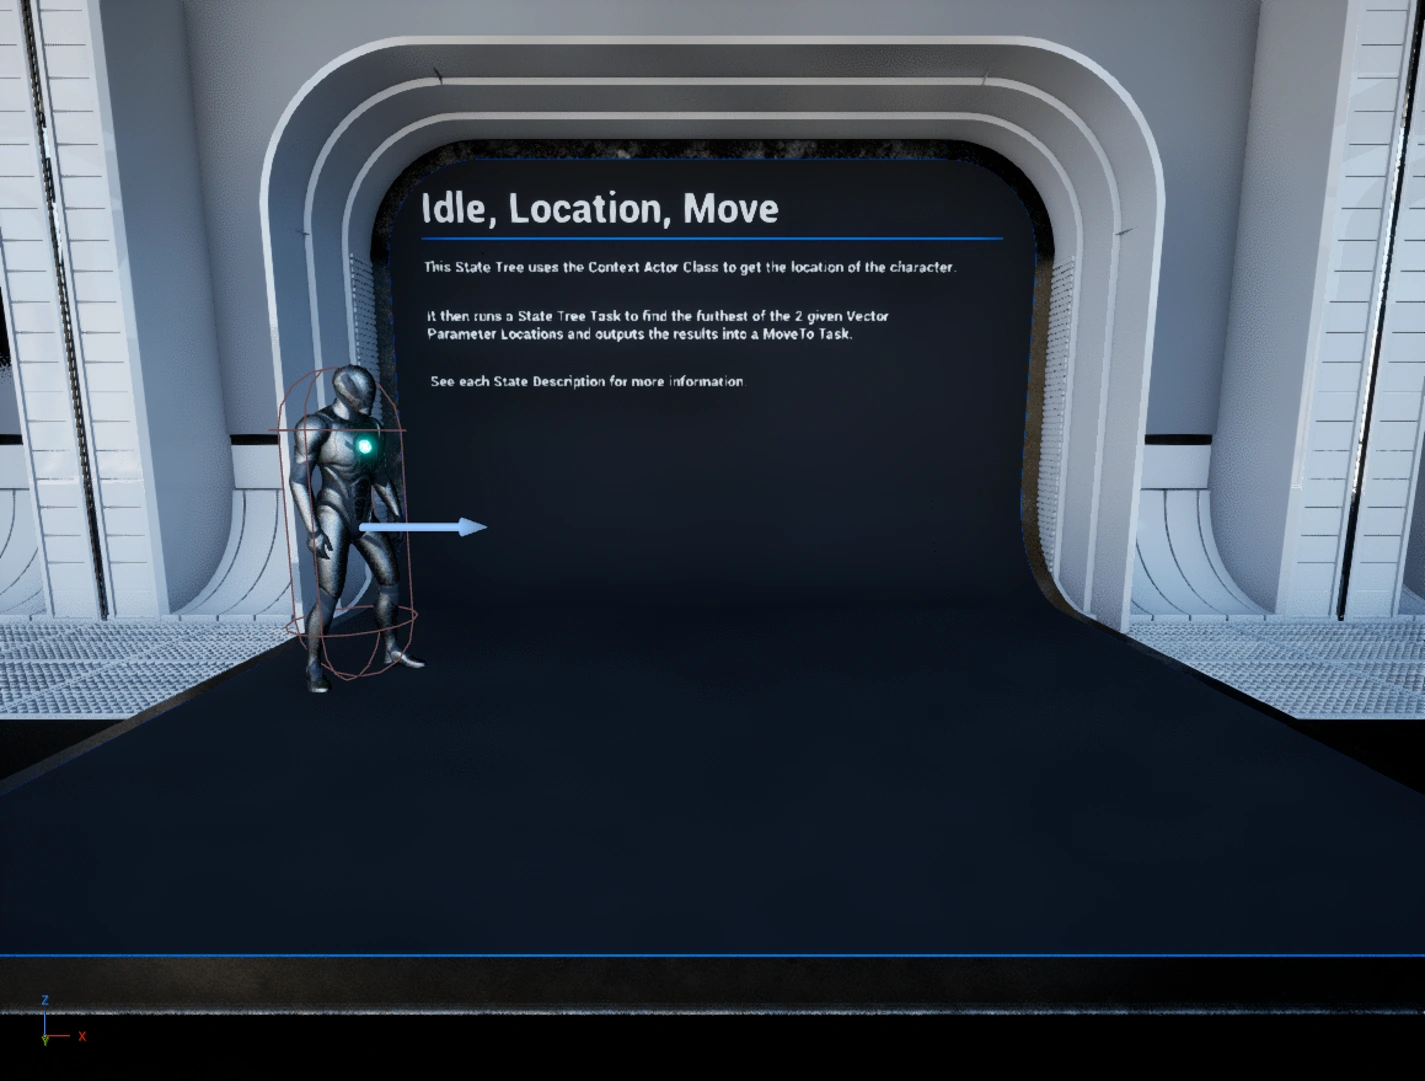 Idle, Location, Move
This State Tree uses the Context Actor Class to get the location of the character.
It then runs a State Tree Task to find the furthest of the 2 given Vector
Parameter Locations and outputs the results into a MoveTo Task.
See each State Description for more information.
Z
X
Y